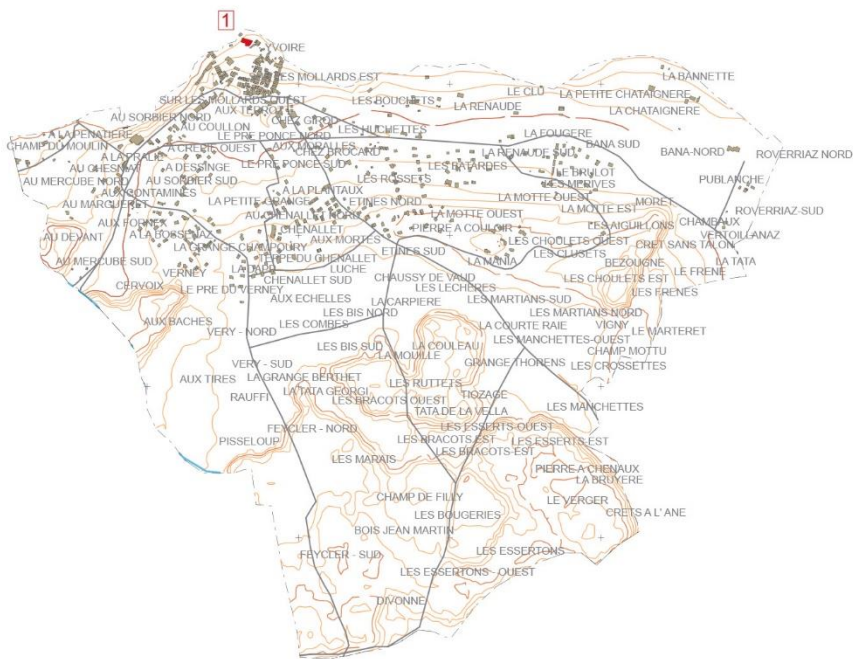 1
YVOIRE
LES MOLLARDS EST
LA BANNETTE
LE CLU
LA PETITE CHATAIGNERE
SUR LES MOLLARDS OUEST
LES BOUCHETS
LA RENAUDE
LA CHATAIGNERE
AU SORBIER NORD
CHEZ GIROD
AU COUILLON
LES HUCHETTES
LA FOUGERE
A LA PENATIERE
LE PRE PONCE NORD
CHAMP DU MOULIN
A CREPIE OUEST
AUX MORALLES
CHEZ BROCARD
BANA SUD
BANA-NORD
ROVERRIAZ NORD
LA RENAUDE SUD
LE PRE PONCE SUD
A DESSINGE
LES BATARDES
LE BRULOT
AU MERCUBE NORD
AU SORBIER SUD
LES ROSSETS
LES MERIVES
PUBLANCHE
AUX CONTAMINES
A LA PLANTAUX
LA PETITE GRANGE
ETINES NORD
LA MOTTE OUEST
MORET
AU MARGUERET
AU CHENALLET NORD
LA MOTTE OUEST
LA MOTTE EST
ROVERRIAZ-SUD
AUX FORNEX
CHENALLET
PIERRE A COULOIR
LES AIGUILLONS
CHAMBAUX
AU DEVANT
A LA BOSSENAZ
AUX MORTES
LES CHOULETS OUEST
CRET SANS TALON
VERTOILLANAZ
LA GRANGE CHAMPOURY
TERPE DU CHENALLET
ETINES SUD
LES CLUSETS
BEZOUGNE
LA TATA
AU MERCUBE SUD
LUCHE
LA MANIA
VERNEY
CHENALLET SUD
CHAUSSY DE VAUD
LES CHOULETS EST
LE FRENE
CERVOIX
LE PRE DU VERNEY
LES LECHERES
LES FRENES
AUX ECHELLES
LA CARPIERE
LES MARTIANS-SUD
LES BIS NORD
LES MARTIANS NORD
AUX BACHES
LES COMBES
LA COURTE RAIE
VIGNY
VERY - NORD
LES MANCHETTES-OUEST
LE MARTERET
LES BIS SUD
LA COULEAU
CHAMP MOTTU
LA MOUILLE
VERY - SUD
GRANGE THORENS
LES CROSSETTES
AUX TIRES
LA GRANGE BERTHET
LES RUTTETS
LA TATA GEORGI
RAUFFI
LES BRACOTS OUEST
TIOZAGE
TATA DE LA VELLA
LES MANCHETTES
FEYCLER - NORD
LES ESSERTS-OUEST
PISSELOUP
LES BRACOTS EST
LES ESSERTS-EST
LES BRACOTS-EST
LES MARAIS
PIERRE A CHENAUX
LA BRUYERE
CHAMP DE FILLY
LE VERGER
LES BOUGERIES
CRETS A L' ANE
BOIS JEAN MARTIN
FEYCLER - SUD
LES ESSERTONS
LES ESSERTONS - OUEST
DIVONNE